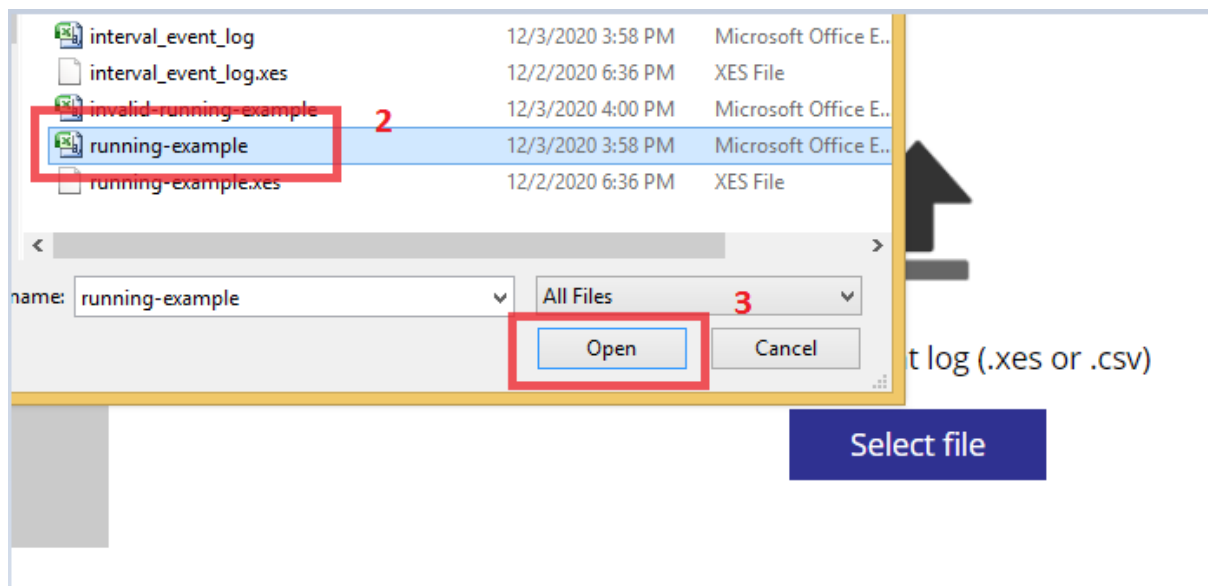 interval_event_log 12/3/2020 3:58 PM Microsoft Office E..
interval_event_log.xes 12/2/2020 6:36 PM XES File
invalid-running-example 12/3/2020 4:00 PM Microsoft Office E..
2
running-example 12/3/2020 3:58 PM Microsoft Office E..
running-example.xes 12/2/2020 6:36 PM XES File
name: running-example All Files
3
Open Cancel
t log (.xes or .csv)
Select file